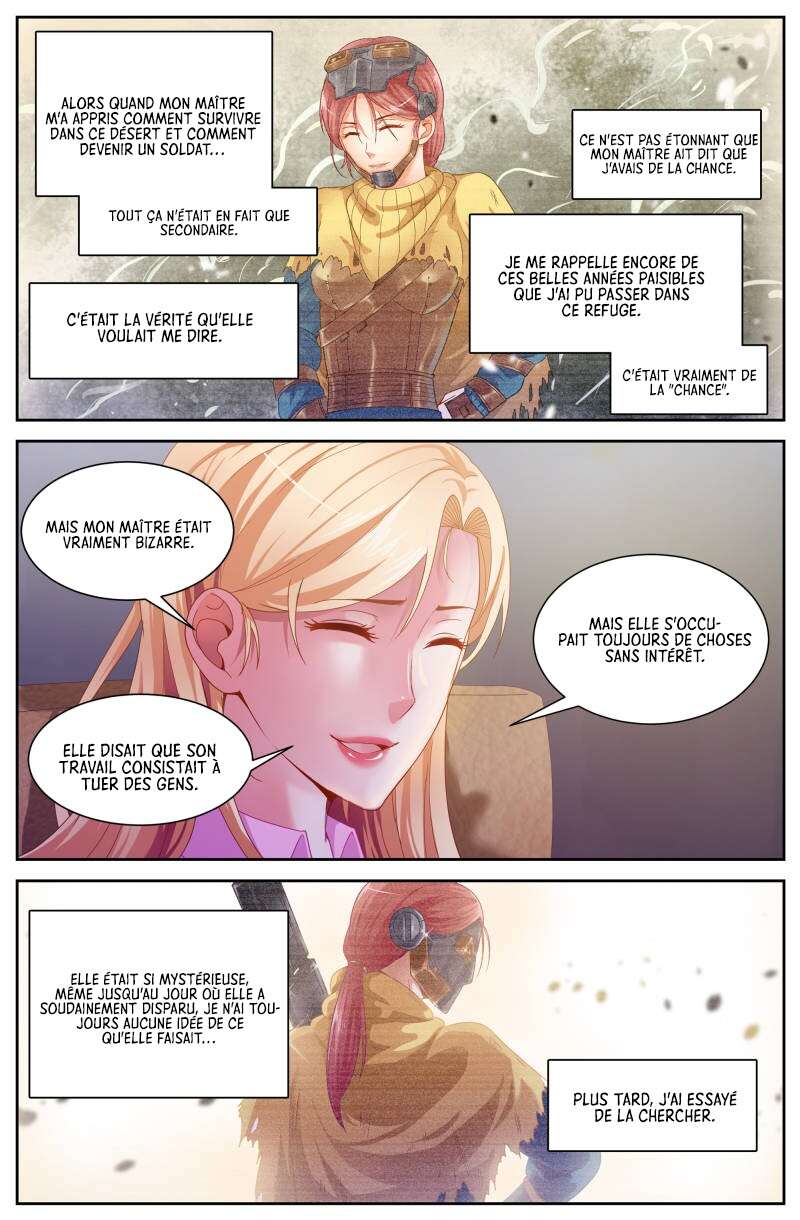 ALORS QUAND MON MAÎTRE
M'A APPRIS COMMENT SURVIVRE
DANS CE DÉSERT ET COMMENT
DEVENIR UN SOLDAT...
TOUT ÇA N'ÉTAIT EN FAIT QUE
SECONDAIRE.
C'ÉTAIT LA VÉRITÉ QU'ELLE
VOULAIT ME DIRE.
CE N'EST PAS ÉTONNANT QUE
MON MAÎTRE AIT DIT QUE
J'AVAIS DE LA CHANCE.
JE ME RAPPELLE ENCORE DE
CES BELLES ANNÉES PAISIBLES
QUE J'AI PU PASSER DANS
CE REFUGE.
C'ÉTAIT VRAIMENT DE
LA "CHANCE".
MAIS MON MAÎTRE ÉTAIT
VRAIMENT BIZARRE.
ELLE DISAIT QUE SON
TRAVAIL CONSISTAIT À
TUER DES GENS.
MAIS ELLE S'OCCU-
PAIT TOUJOURS DE CHOSES
SANS INTÉRÊT.
ELLE ÉTAIT SI MYSTÉRIEUSE,
MÊME JUSQU'AU JOUR OÙ ELLE A
SOUDAINEMENT DISPARU, JE N'AI TOU-
JOURS AUCUNE IDÉE DE CE
QU'ELLE FAISAIT...
PLUS TARD, J'AI ESSAYÉ
DE LA CHERCHER.